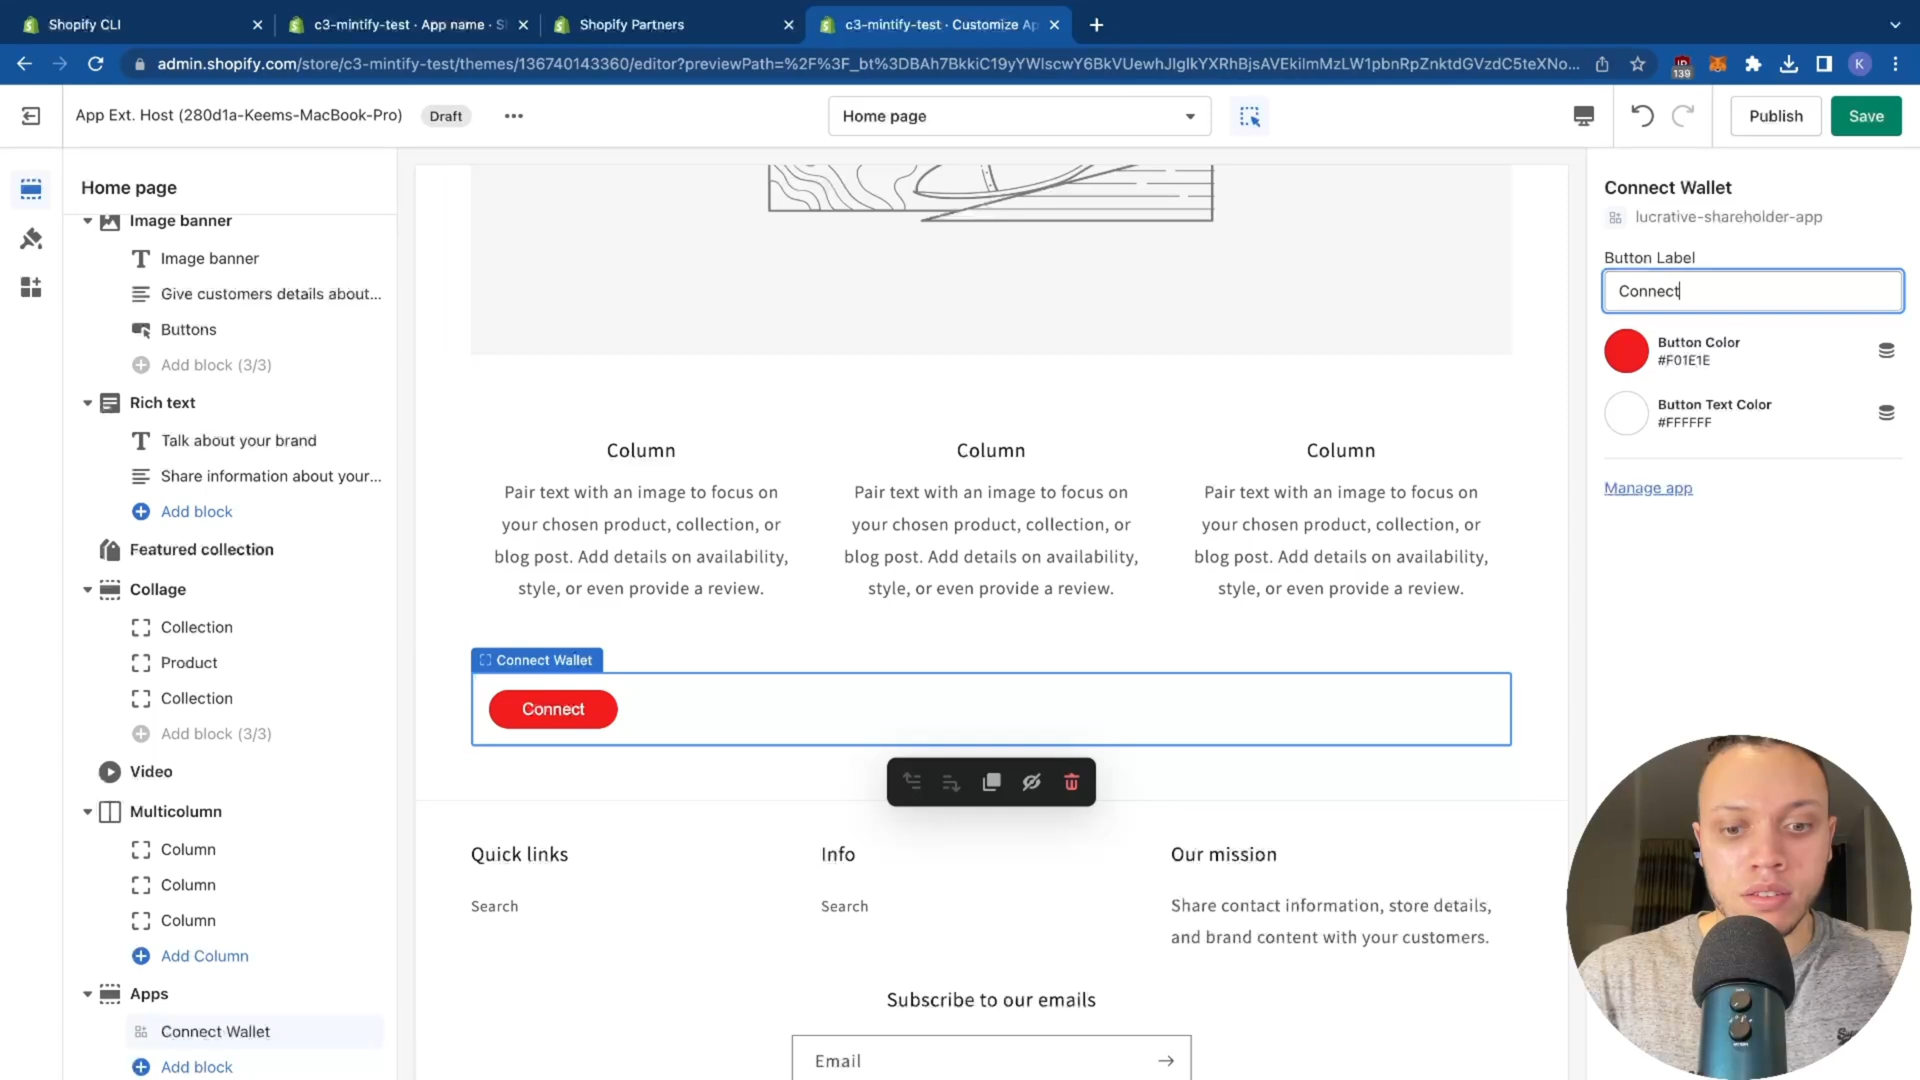 Shopify CLI
c3-mintify-test · App name · S
Shopify Partners
c3-mintify-test · Customize Ap
admin.shopify.com/store/c3-mintify-test/themes/136740143360/editor?previewPath=%2F%3F_bt%3DBAh7BkkiC19yYWlscwY6BkVUewhJIglkYXRhBjsAVEkiImMzLW1pbnRpZnktdGVzdC5teXNo...
139
K
App Ext. Host (280d1a-Keems-MacBook-Pro)
Draft
Home page
Publish
Save
Home page
Image banner
Image banner
Give customers details about...
Buttons
Add block (3/3)
Rich text
Talk about your brand
Share information about your...
Add block
Featured collection
Collage
Collection
Product
Collection
Add block (3/3)
Video
Multicolumn
Column
Column
Column
Add Column
Apps
Connect Wallet
Add block
Column
Pair text with an image to focus on
your chosen product, collection, or
blog post. Add details on availability,
style, or even provide a review.
Column
Pair text with an image to focus on
your chosen product, collection, or
blog post. Add details on availability,
style, or even provide a review.
Column
Pair text with an image to focus on
your chosen product, collection, or
blog post. Add details on availability,
style, or even provide a review.
Connect Wallet
Connect
Quick links
Search
Info
Search
Our mission
Share contact information, store details,
and brand content with your customers.
Subscribe to our emails
Email
Connect Wallet
lucrative-shareholder-app
Button Label
Connect
Button Color
#F01E1E
Button Text Color
#FFFFFF
Manage app